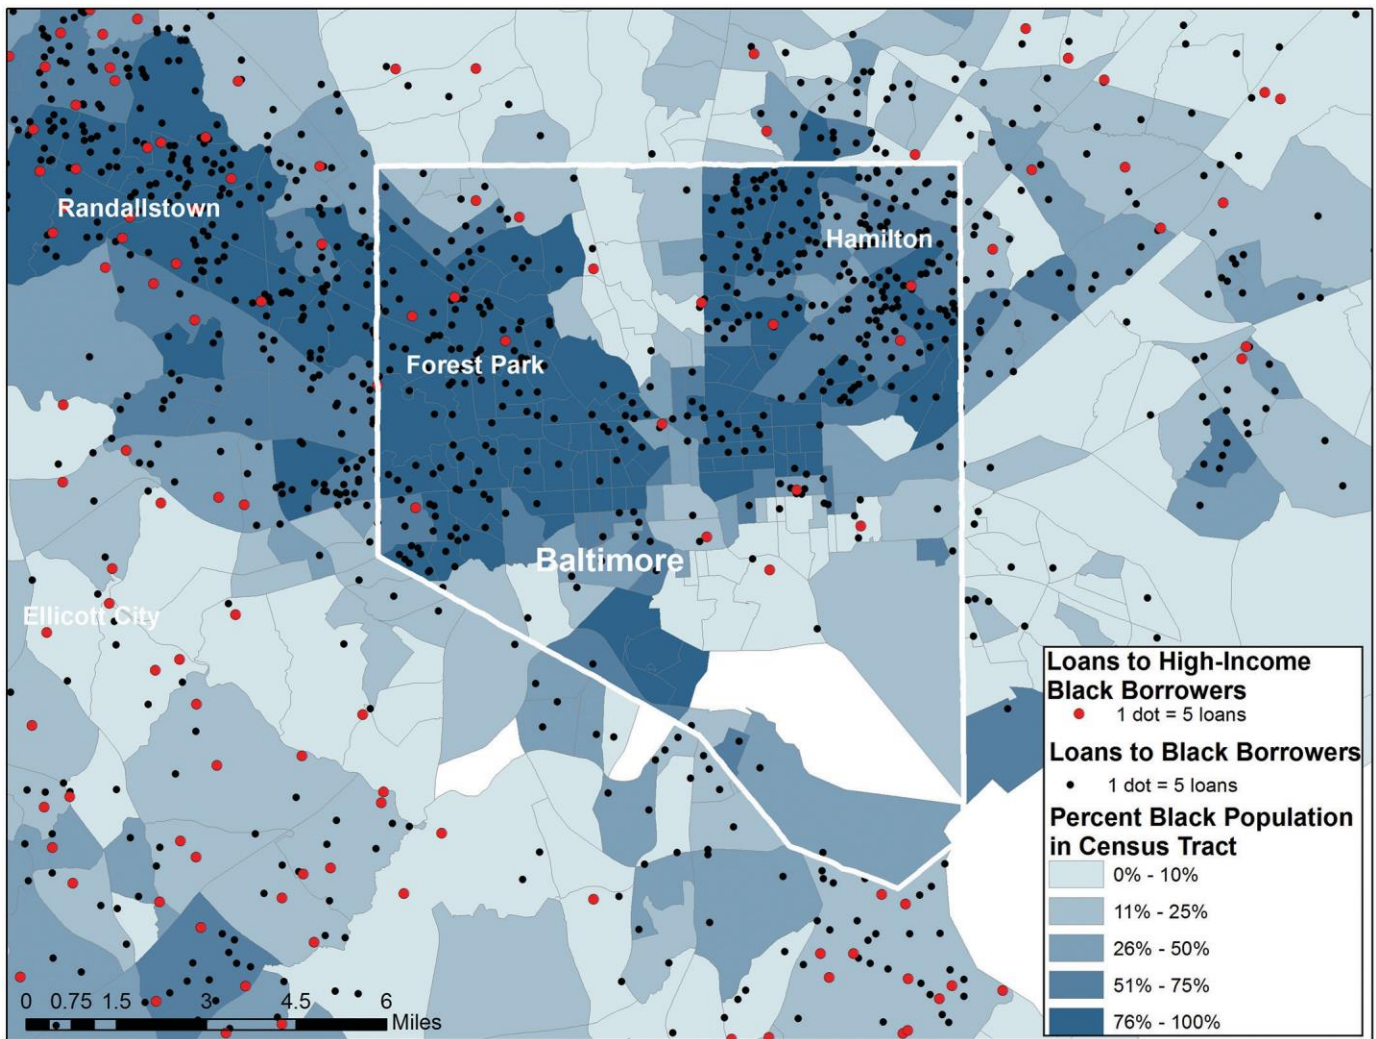 Randallstown
Hamilton
Forest Park
Baltimore
Ellicott City
Loans to High-Income
Black Borrowers
1 dot = 5 loans
Loans to Black Borrowers
1 dot = 5 loans
Percent Black Population
in Census Tract
0% - 10%
11% - 25%
26% - 50%
51% - 75%
76% - 100%
0 0.75 1.5 3 4.5 6
Miles